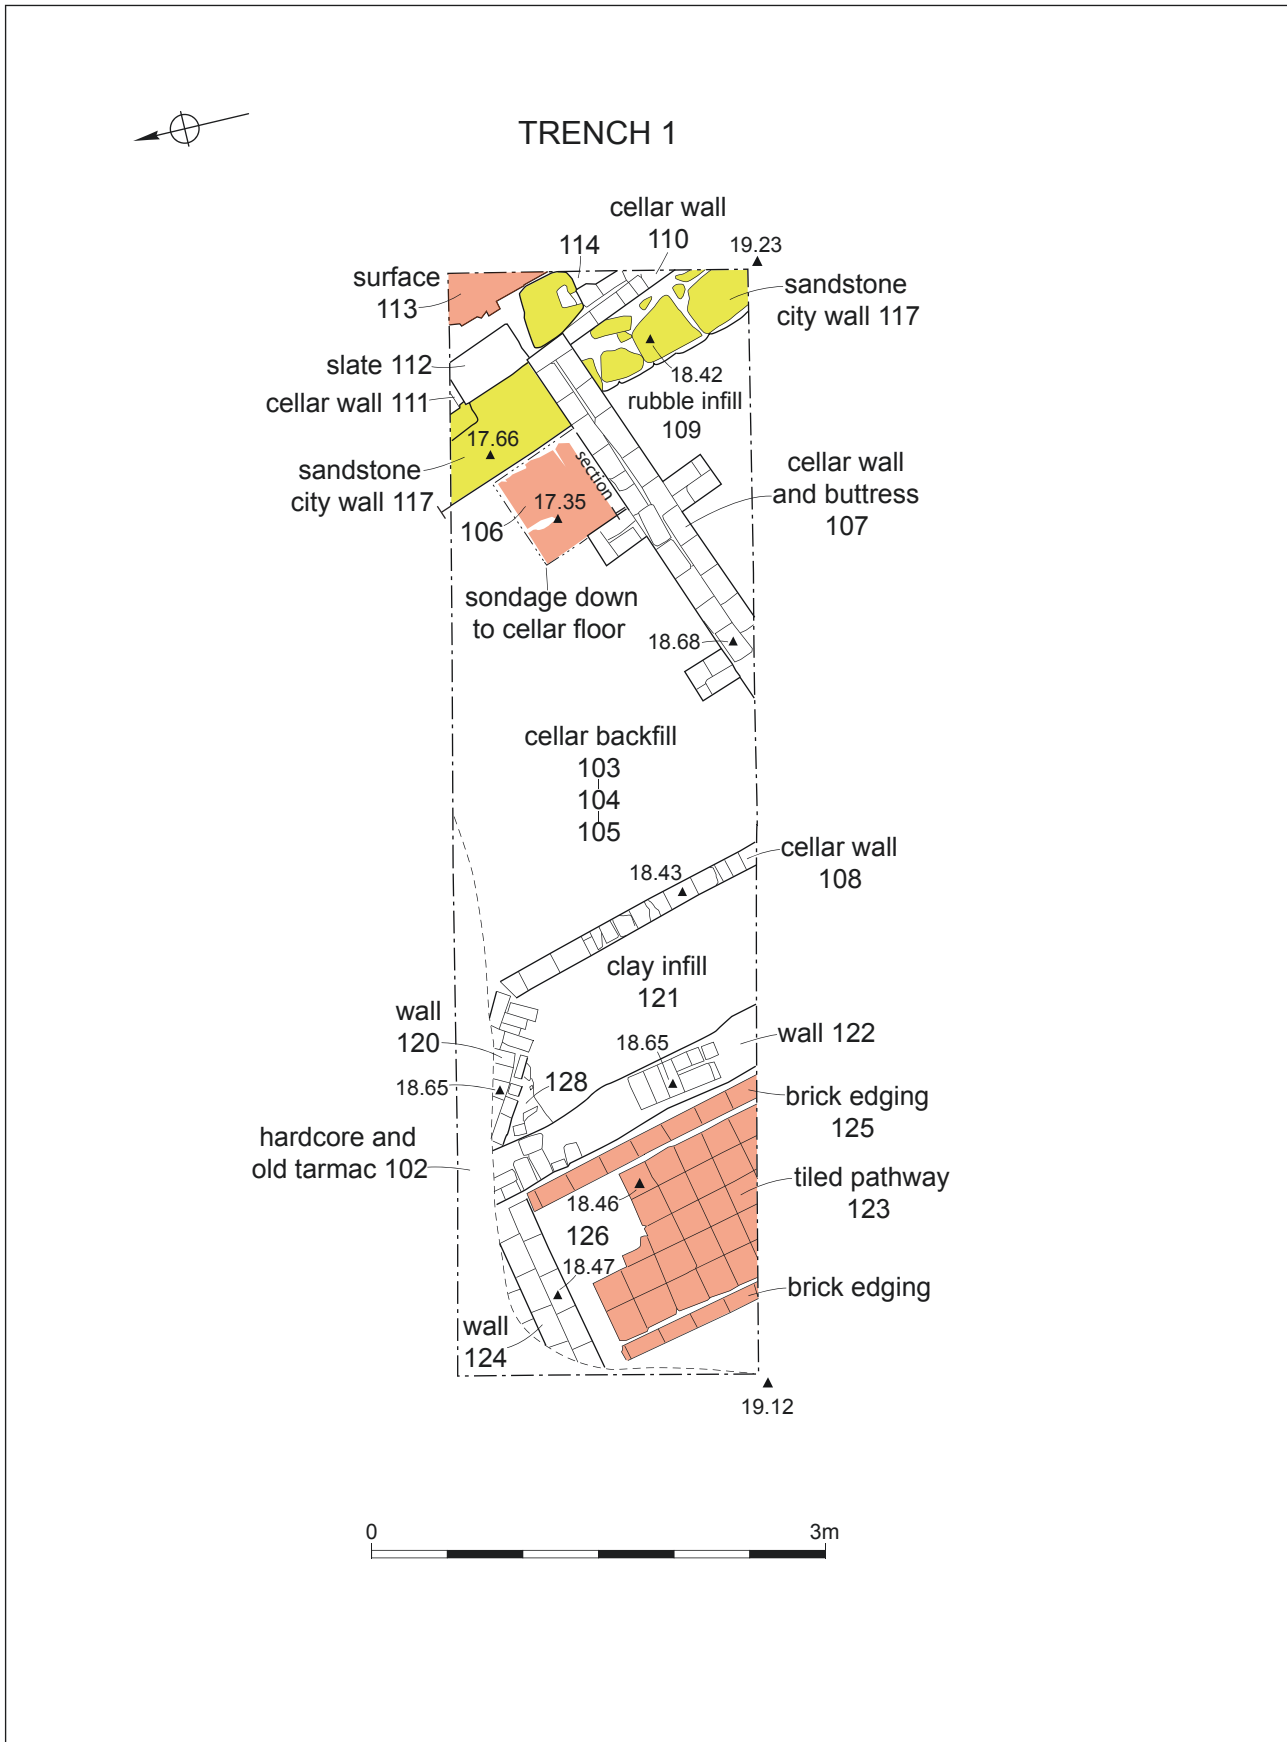 TRENCH 1
cellar wall
110
114
19.23
surface
113
sandstone
city wall 117
slate 112
18.42
cellar wall 111
rubble infill
109
17.66
section
sandstone
city wall 117
cellar wall
and buttress
107
17.35
106
sondage down
to cellar floor
18.68
cellar backfill
103
104
105
cellar wall
108
18.43
clay infill
121
wall
120
18.65
wall 122
18.65
128
brick edging
125
hardcore and
old tarmac 102
tiled pathway
123
18.46
126
18.47
brick edging
wall
124
19.12
0
3m